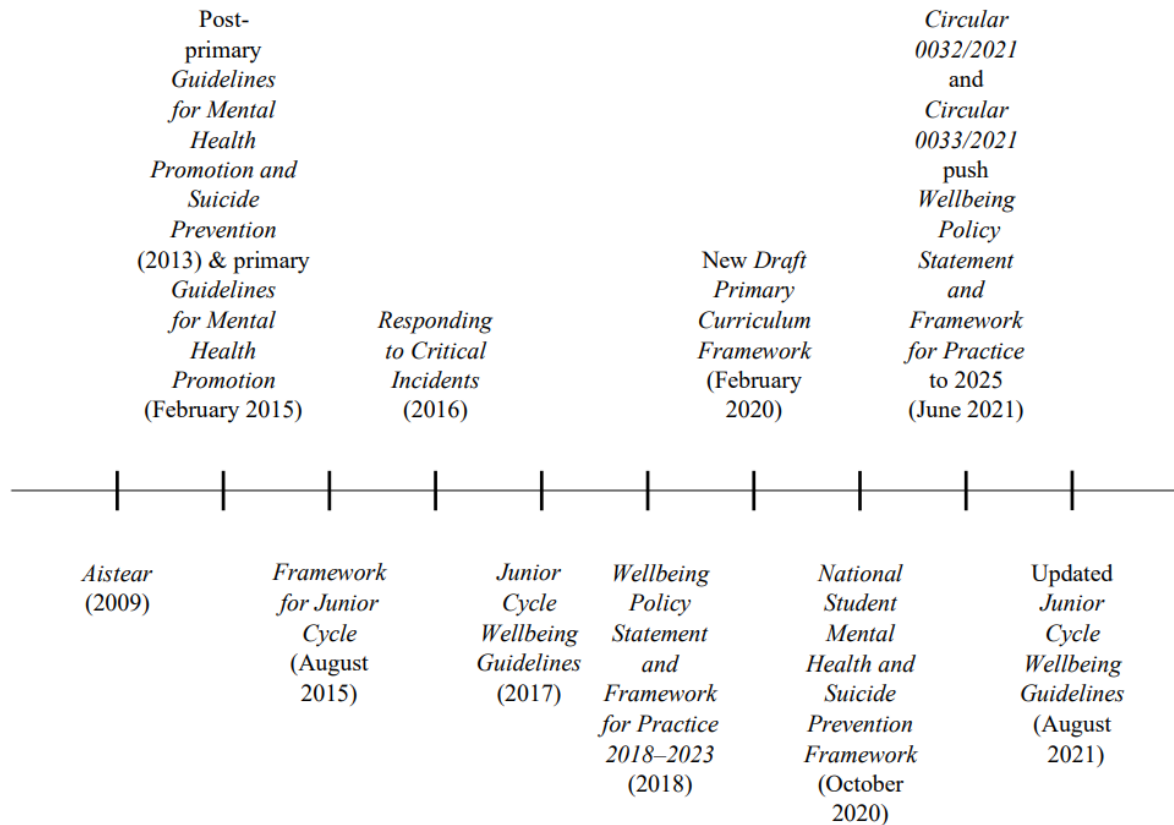 Post-
primary
Guidelines
for Mental
Health
Promotion and
Suicide
Prevention
(2013) & primary
Guidelines
for Mental
Health
Promotion
(February 2015)
Responding
to Critical
Incidents
(2016)
New Draft
Primary
Curriculum
Framework
(February
2020)
Circular
0032/2021
and
Circular
0033/2021
push
Wellbeing
Policy
Statement
and
Framework
for Practice
to 2025
(June 2021)
Aistear
(2009)
Framework
for Junior
Cycle
(August
2015)
Junior
Cycle
Wellbeing
Guidelines
(2017)
Wellbeing
Policy
Statement
and
Framework
for Practice
2018–2023
(2018)
National
Student
Mental
Health and
Suicide
Prevention
Framework
(October
2020)
Updated
Junior
Cycle
Wellbeing
Guidelines
(August
2021)